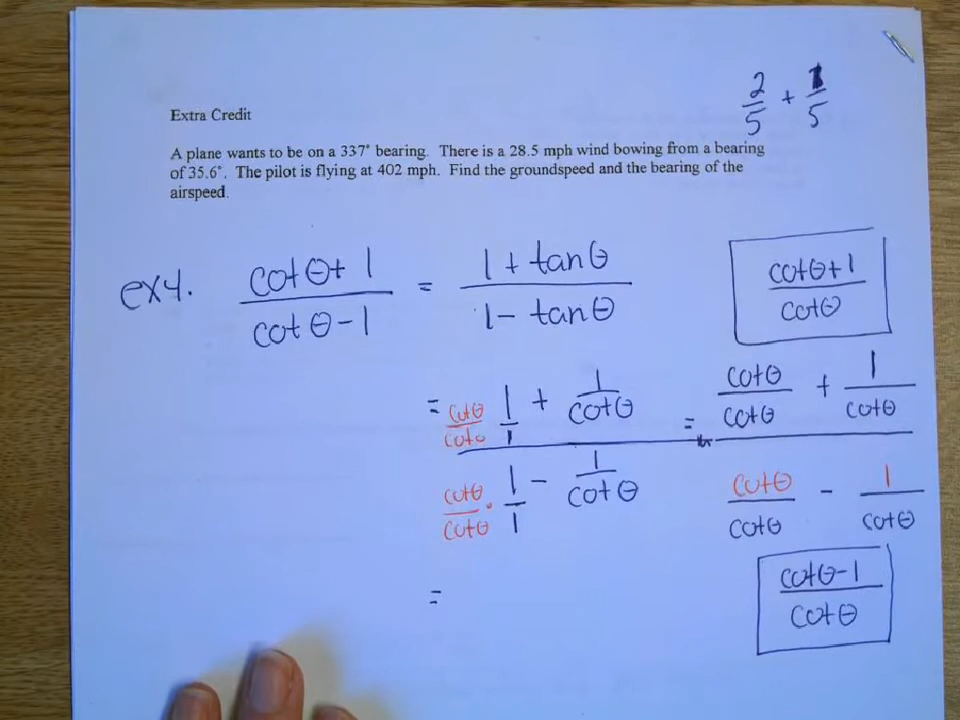 2/5 + 1/5
Extra Credit
A plane wants to be on a 337° bearing. There is a 28.5 mph wind bowing from a bearing
of 35.6°. The pilot is flying at 402 mph. Find the groundspeed and the bearing of the
airspeed.
ex4. (cot θ + 1)/(cot θ - 1) = (1 + tan θ)/(1 - tan θ)
(cot θ + 1)/(cot θ)
= cot θ/cot θ 1/1 + 1/cot θ = cot θ/cot θ + 1/cot θ
cot θ/cot θ · 1/1 - 1/cot θ cot θ/cot θ - 1/cot θ
= (cot θ - 1)/(cot θ)